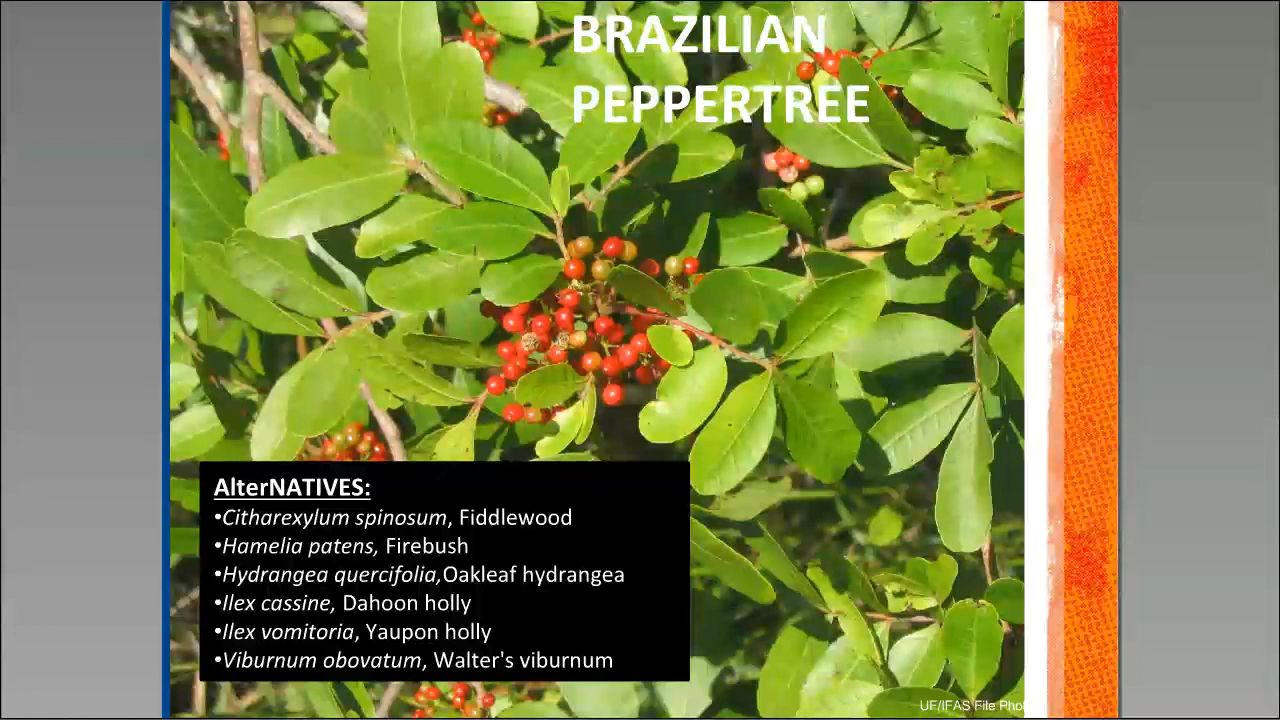 BRAZILIAN
PEPPERTREE
AlterNATIVES:
•Citharexylum spinosum, Fiddlewood
•Hamelia patens, Firebush
•Hydrangea quercifolia,Oakleaf hydrangea
•Ilex cassine, Dahoon holly
•Ilex vomitoria, Yaupon holly
•Viburnum obovatum, Walter's viburnum
UF/IFAS File Phot